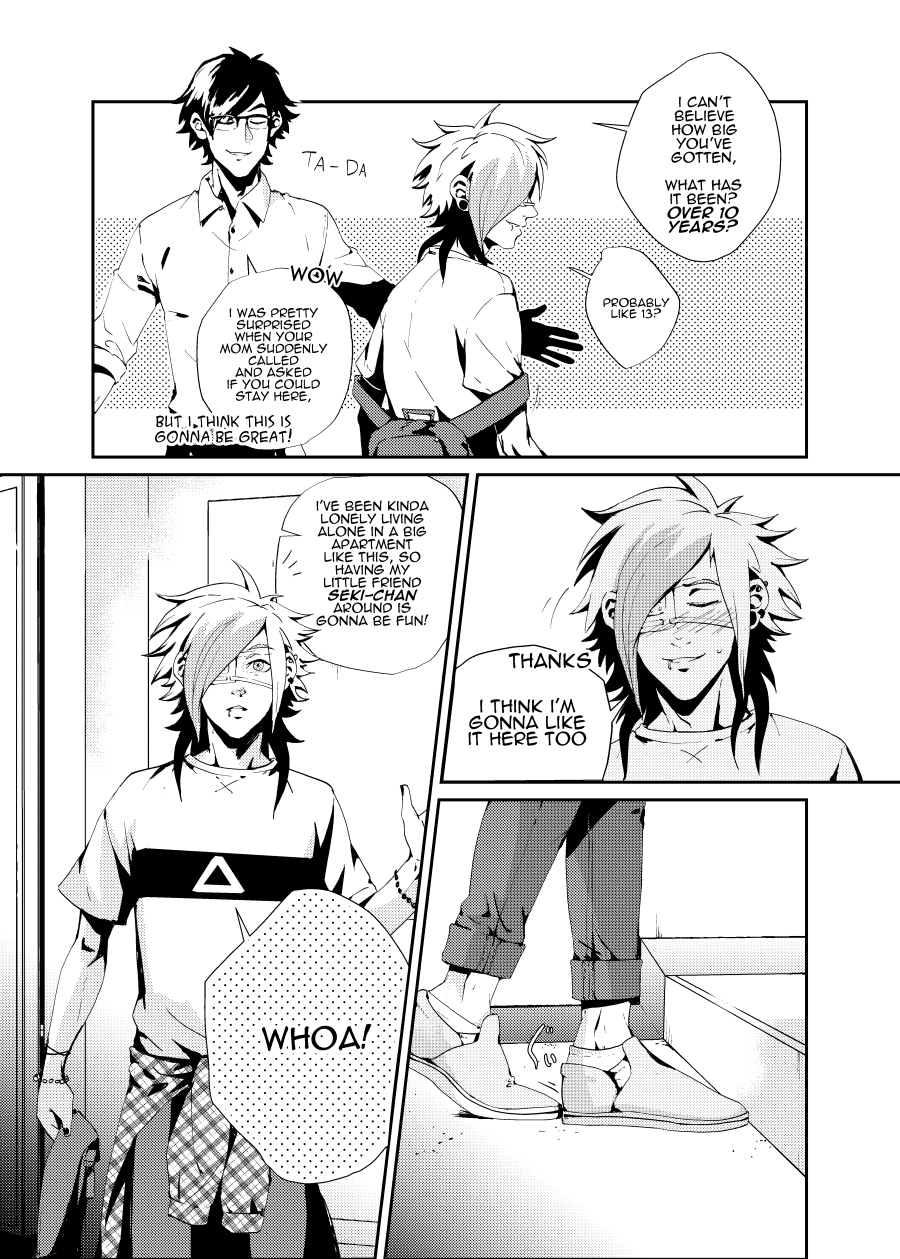 I CAN'T
BELIEVE
HOW BIG
YOU'VE
GOTTEN,
WHAT HAS
IT BEEN?
OVER 10
YEARS?
TA-DA
PROBABLY
LIKE 13?
WOW
I WAS PRETTY
SURPRISED
WHEN YOUR
MOM SUDDENLY
CALLED
AND ASKED
IF YOU COULD
STAY HERE,
BUT I THINK THIS IS
GONNA BE GREAT!
I'VE BEEN KINDA
LONELY LIVING
ALONE IN A BIG
APARTMENT
LIKE THIS, SO
HAVING MY
LITTLE FRIEND
SEKI-CHAN
AROUND IS
GONNA BE FUN!
WHOA!
THANKS
I THINK I'M
GONNA LIKE
IT HERE TOO